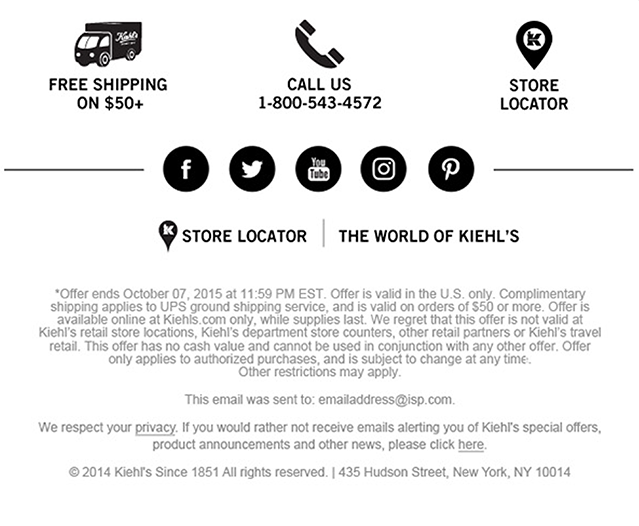 Kiehl's
FREE SHIPPING
ON $50+
CALL US
1-800-543-4572
STORE
LOCATOR
You
Tube
STORE LOCATOR | THE WORLD OF KIEHL'S
*Offer ends October 07, 2015 at 11:59 PM EST. Offer is valid in the U.S. only. Complimentary
shipping applies to UPS ground shipping service, and is valid on orders of $50 or more. Offer is
available online at Kiehls.com only, while supplies last. We regret that this offer is not valid at
Kiehl's retail store locations, Kiehl's department store counters, other retail partners or Kiehl's travel
retail. This offer has no cash value and cannot be used in conjunction with any other offer. Offer
only applies to authorized purchases, and is subject to change at any time.
Other restrictions may apply.
This email was sent to: emailaddress@isp.com.
We respect your privacy. If you would rather not receive emails alerting you of Kiehl's special offers,
product announcements and other news, please click here.
© 2014 Kiehl's Since 1851 All rights reserved. | 435 Hudson Street, New York, NY 10014